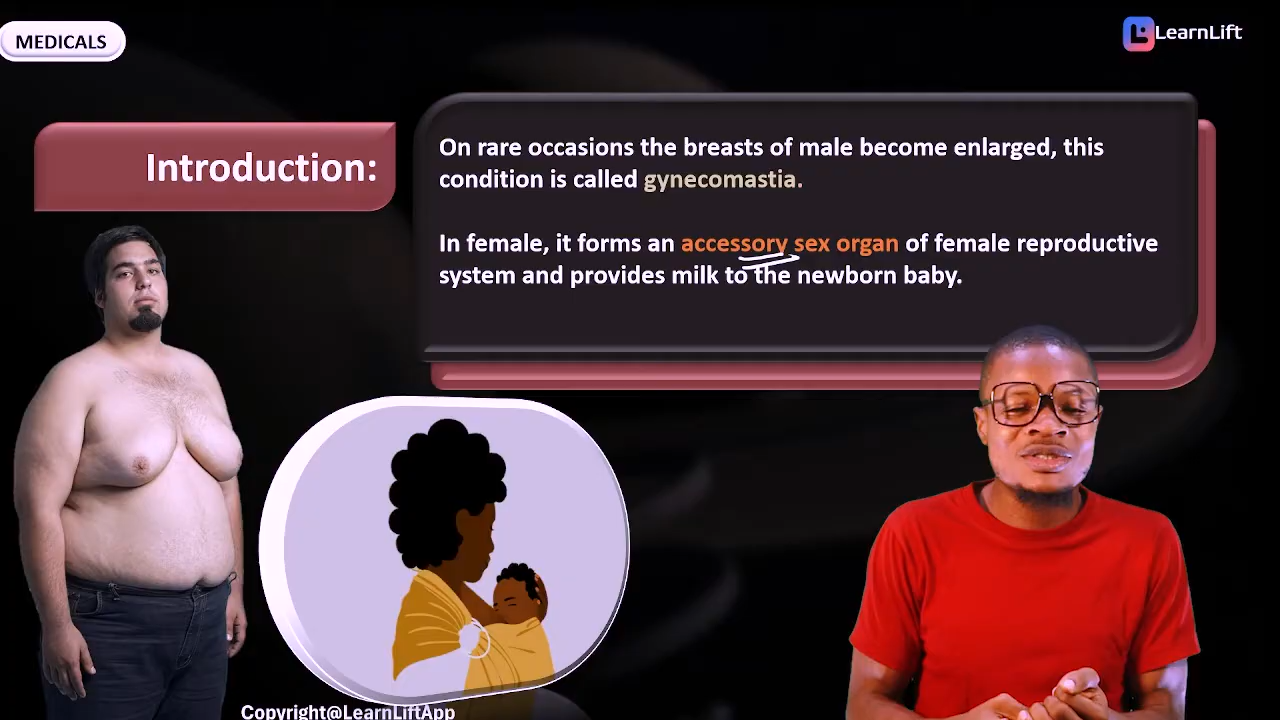 MEDICALS
LearnLift
Introduction:
On rare occasions the breasts of male become enlarged, this
condition is called gynecomastia.
In female, it forms an accessory sex organ of female reproductive
system and provides milk to the newborn baby.
Copyright@LearnLiftApp